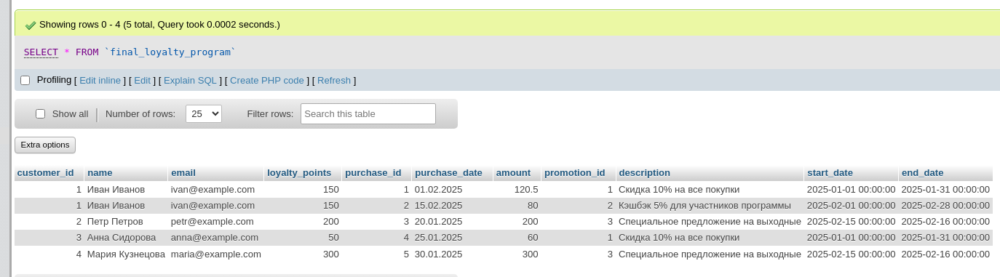 Showing rows 0 - 4 (5 total, Query took 0.0002 seconds.)
SELECT * FROM `final_loyalty_program`
Profiling [ Edit inline ] [ Edit ] [ Explain SQL ] [ Create PHP code ] [ Refresh ]
Show all | Number of rows: 25 Filter rows: Search this table
Extra options
customer_id name email loyalty_points purchase_id purchase_date amount promotion_id description start_date end_date
1 Иван Иванов ivan@example.com 150 1 01.02.2025 120.5 1 Скидка 10% на все покупки 2025-01-01 00:00:00 2025-01-31 00:00:00
1 Иван Иванов ivan@example.com 150 2 15.02.2025 80 2 Кэшбэк 5% для участников программы 2025-02-01 00:00:00 2025-02-28 00:00:00
2 Петр Петров petr@example.com 200 3 20.01.2025 200 3 Специальное предложение на выходные 2025-02-15 00:00:00 2025-02-16 00:00:00
3 Анна Сидорова anna@example.com 50 4 25.01.2025 60 1 Скидка 10% на все покупки 2025-01-01 00:00:00 2025-01-31 00:00:00
4 Мария Кузнецова maria@example.com 300 5 30.01.2025 300 3 Специальное предложение на выходные 2025-02-15 00:00:00 2025-02-16 00:00:00